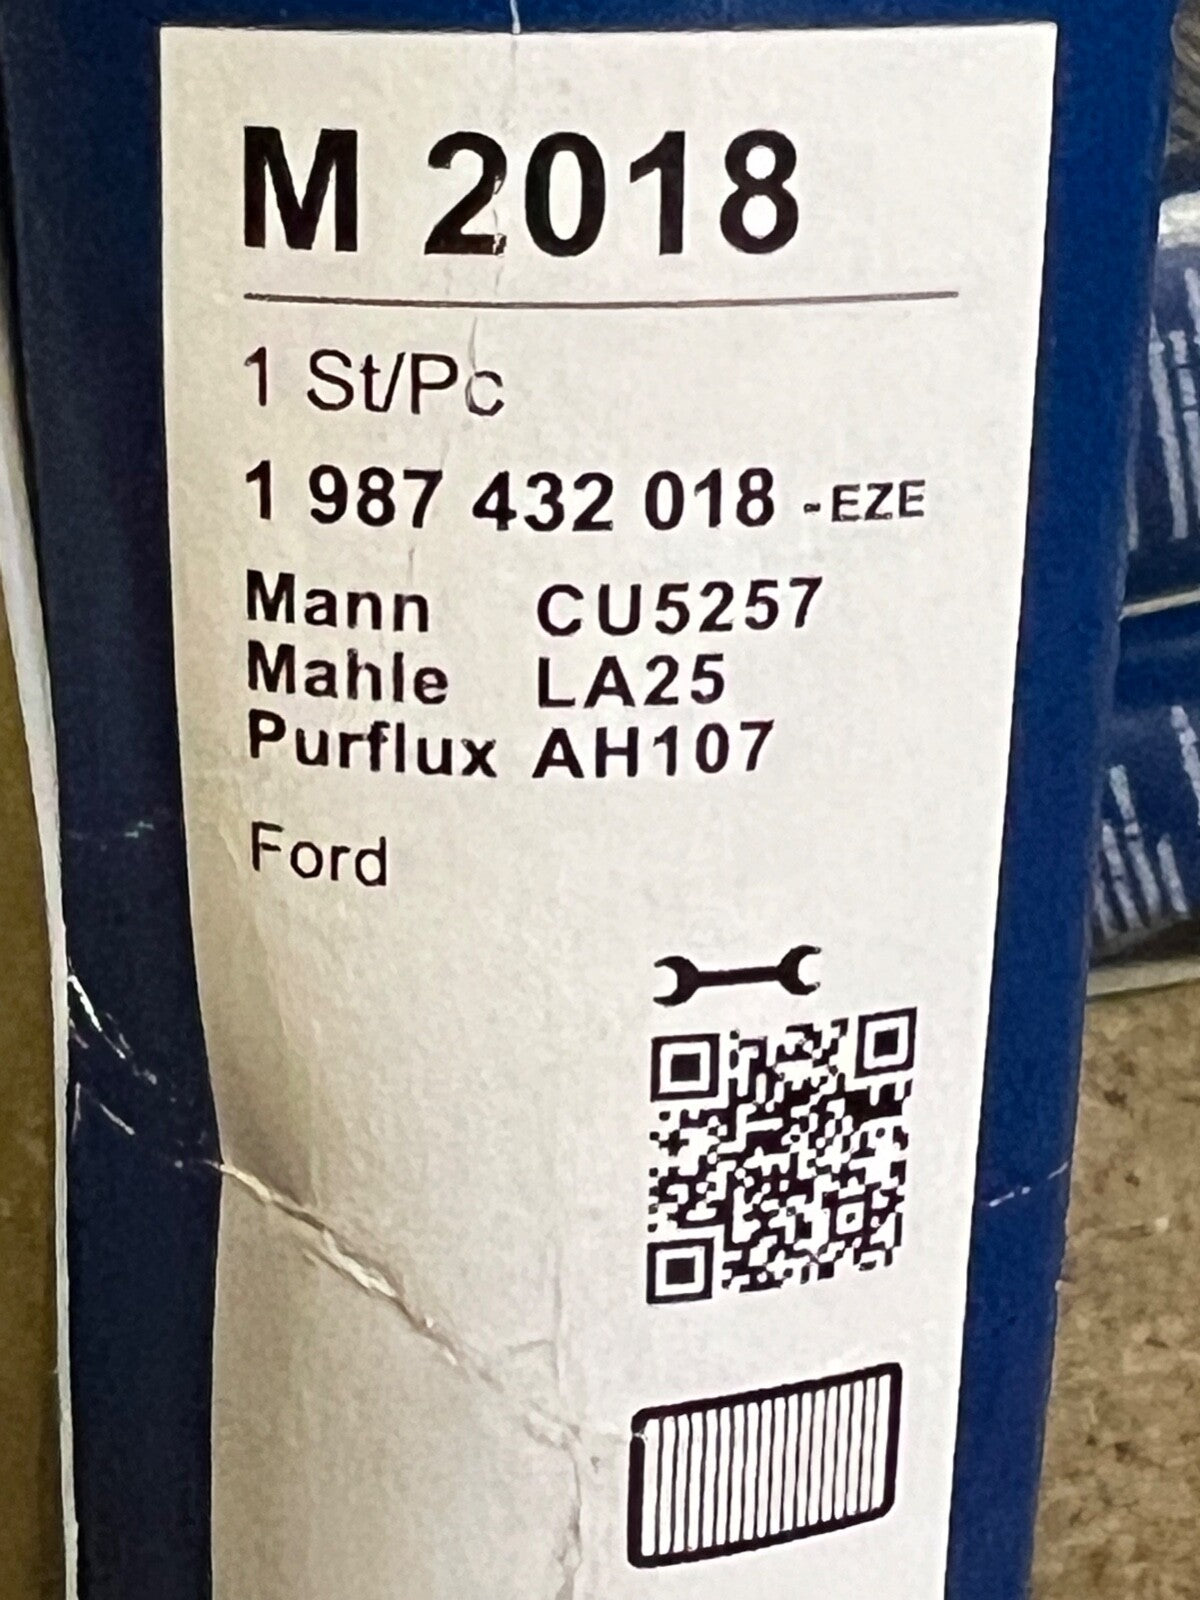 M 2018
1 St/Pc
1 987 432 018 -EZE
Mann CU5257
Mahle LA25
Purflux AH107
Ford